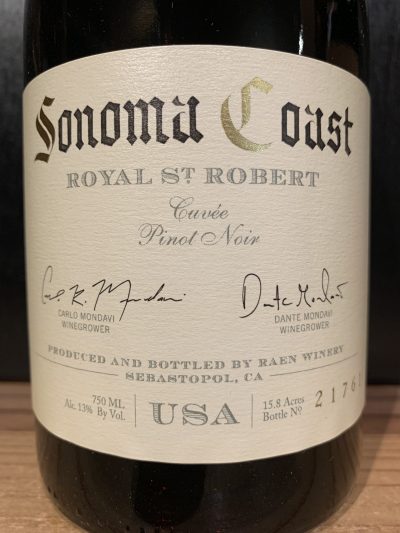 Sonoma Coast
ROYAL ST. ROBERT
Cuvée
Pinot Noir
CARLO MONDAVI
WINEGROWER
DANTE MONDAVI
WINEGROWER
PRODUCED AND BOTTLED BY RAEN WINERY
SEBASTOPOL, CA
750 ML
Alc. 13% By Vol.
USA
15.8 Acres
Bottle Nº